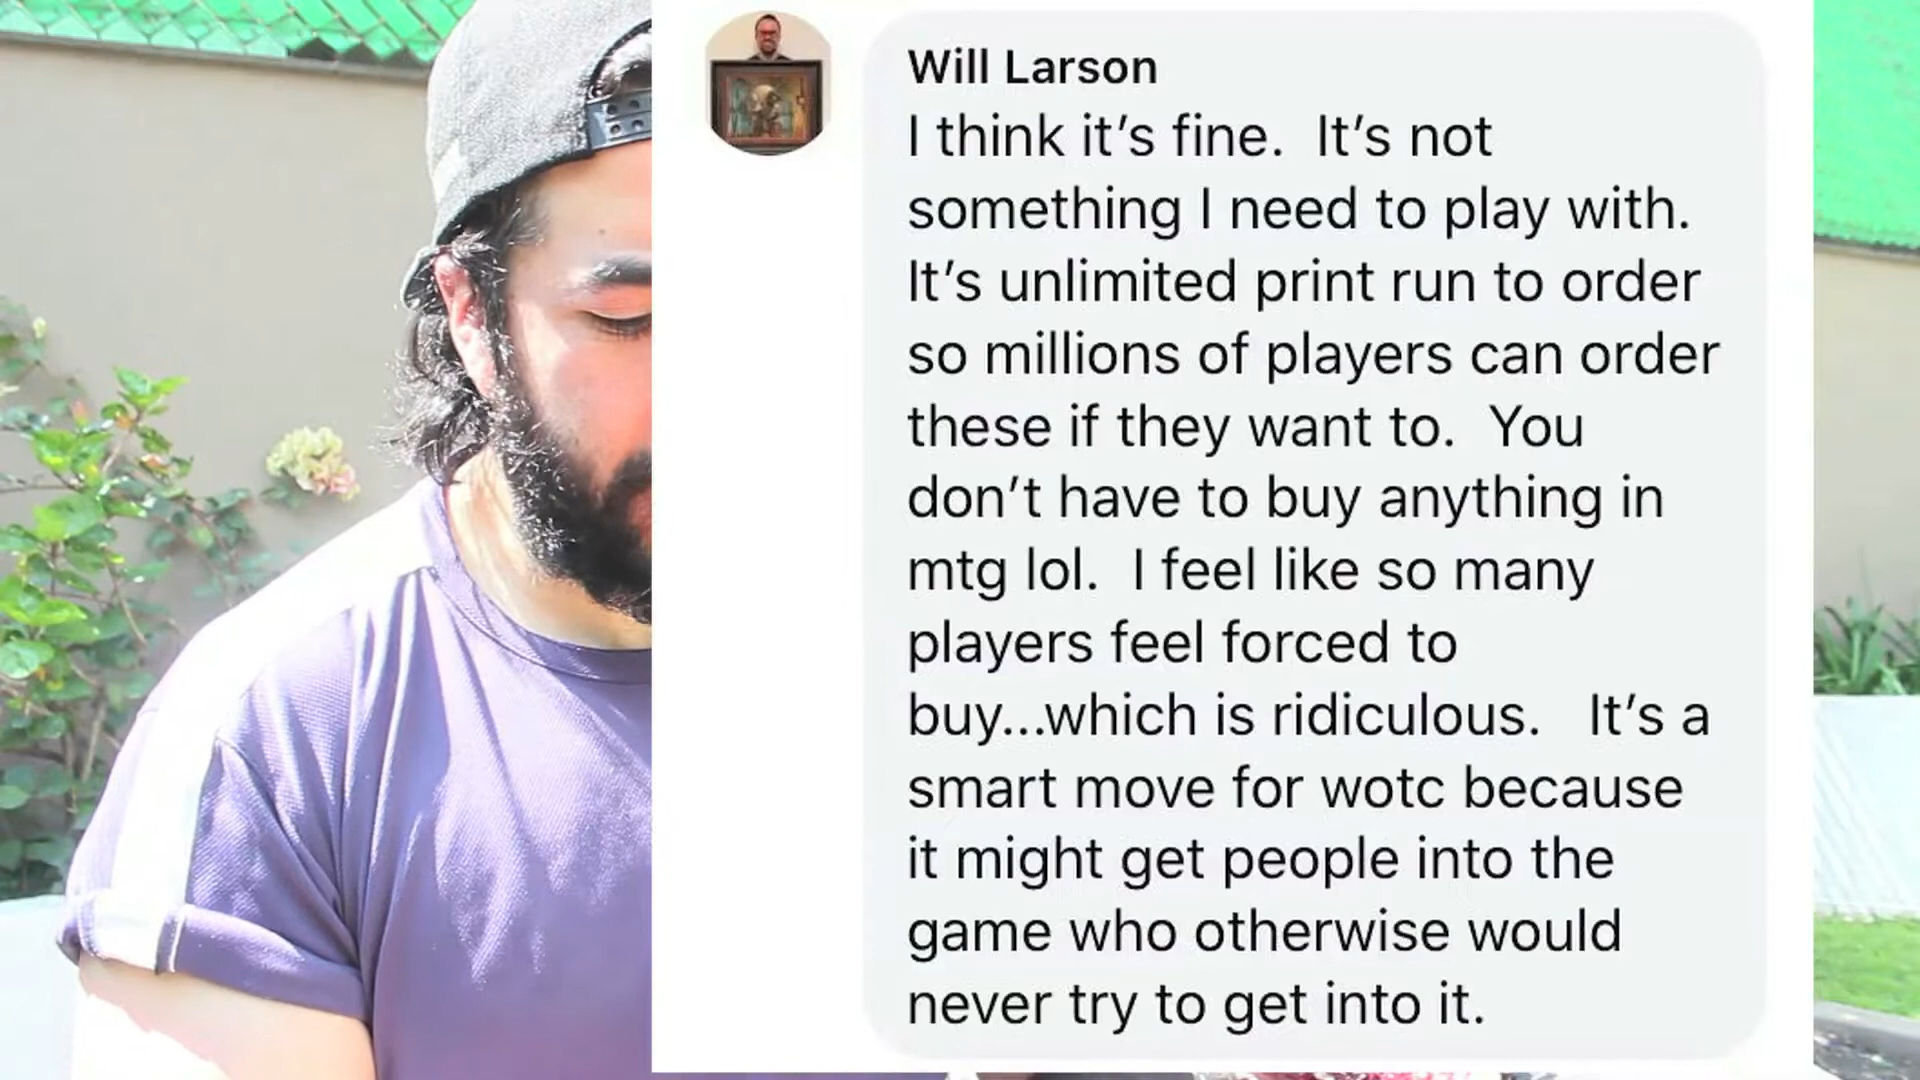 Will Larson
I think it's fine.  It's not
something I need to play with.
It's unlimited print run to order
so millions of players can order
these if they want to.  You
don't have to buy anything in
mtg lol.  I feel like so many
players feel forced to
buy...which is ridiculous.   It's a
smart move for wotc because
it might get people into the
game who otherwise would
never try to get into it.